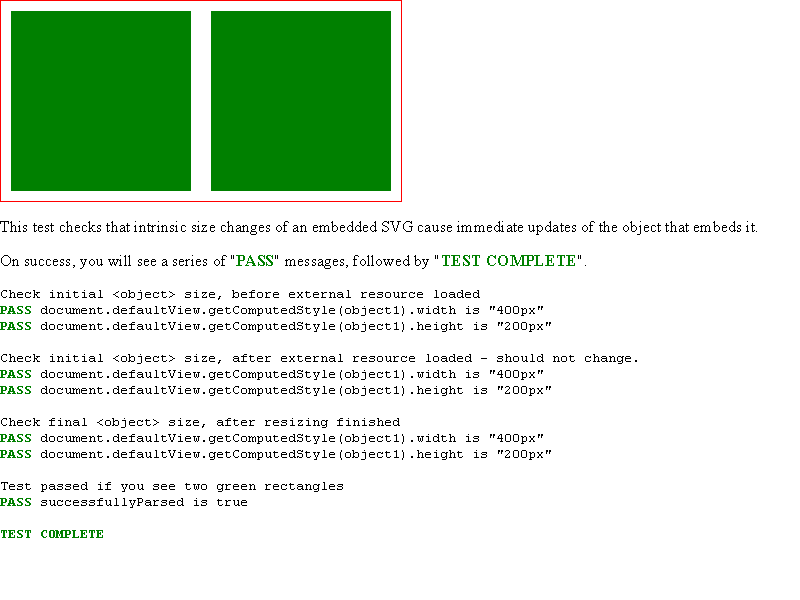 This test checks that intrinsic size changes of an embedded SVG cause immediate updates of the object that embeds it.
On success, you will see a series of "PASS" messages, followed by "TEST COMPLETE".
Check initial <object> size, before external resource loaded
PASS document.defaultView.getComputedStyle(object1).width is "400px"
PASS document.defaultView.getComputedStyle(object1).height is "200px"
Check initial <object> size, after external resource loaded - should not change.
PASS document.defaultView.getComputedStyle(object1).width is "400px"
PASS document.defaultView.getComputedStyle(object1).height is "200px"
Check final <object> size, after resizing finished
PASS document.defaultView.getComputedStyle(object1).width is "400px"
PASS document.defaultView.getComputedStyle(object1).height is "200px"
Test passed if you see two green rectangles
PASS successfullyParsed is true
TEST COMPLETE